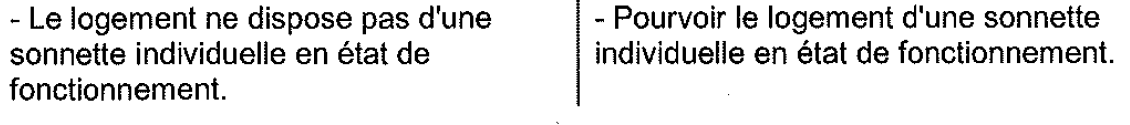 - Le logement ne dispose pas d'une
sonnette individuelle en état de
fonctionnement.
- Pourvoir le logement d'une sonnette
individuelle en état de fonctionnement.